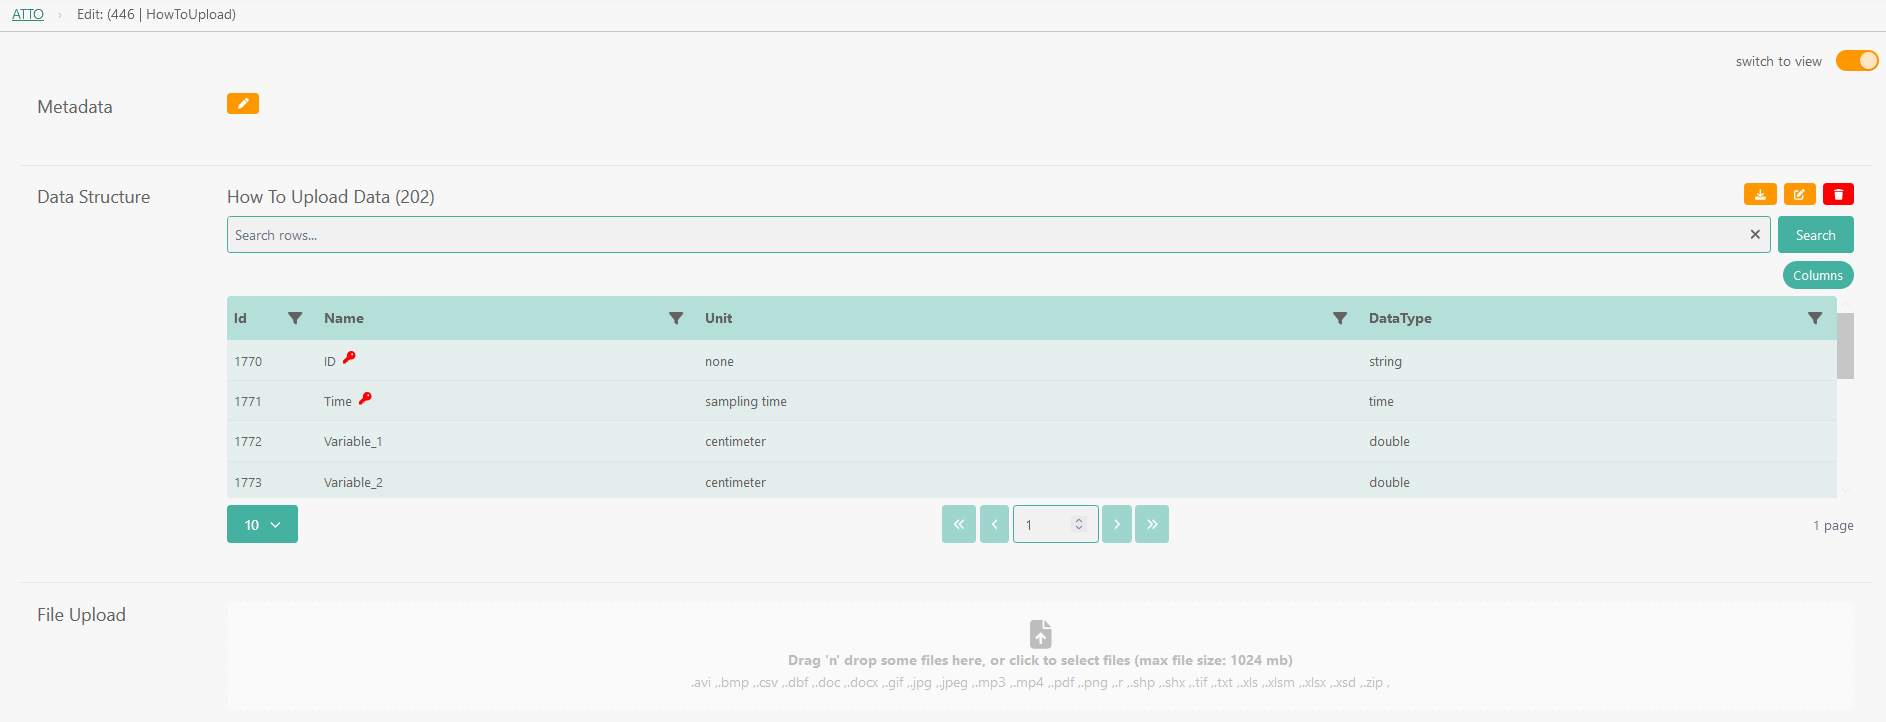 ATTO › Edit: (446 | HowToUpload)
switch to view
Metadata
Data Structure
How To Upload Data (202)
Search rows...
Search
Columns
Id Name Unit DataType
1770 ID none string
1771 Time sampling time time
1772 Variable_1 centimeter double
1773 Variable_2 centimeter double
10 « ‹ 1 › » 1 page
File Upload
Drag 'n' drop some files here, or click to select files (max file size: 1024 mb)
.avi ,.bmp ,.csv ,.dbf ,.doc ,.docx ,.gif ,.jpg ,.jpeg ,.mp3 ,.mp4 ,.pdf ,.png ,.r ,.shp ,.shx ,.tif ,.txt ,.xls ,.xlsm ,.xlsx ,.xsd ,.zip ,